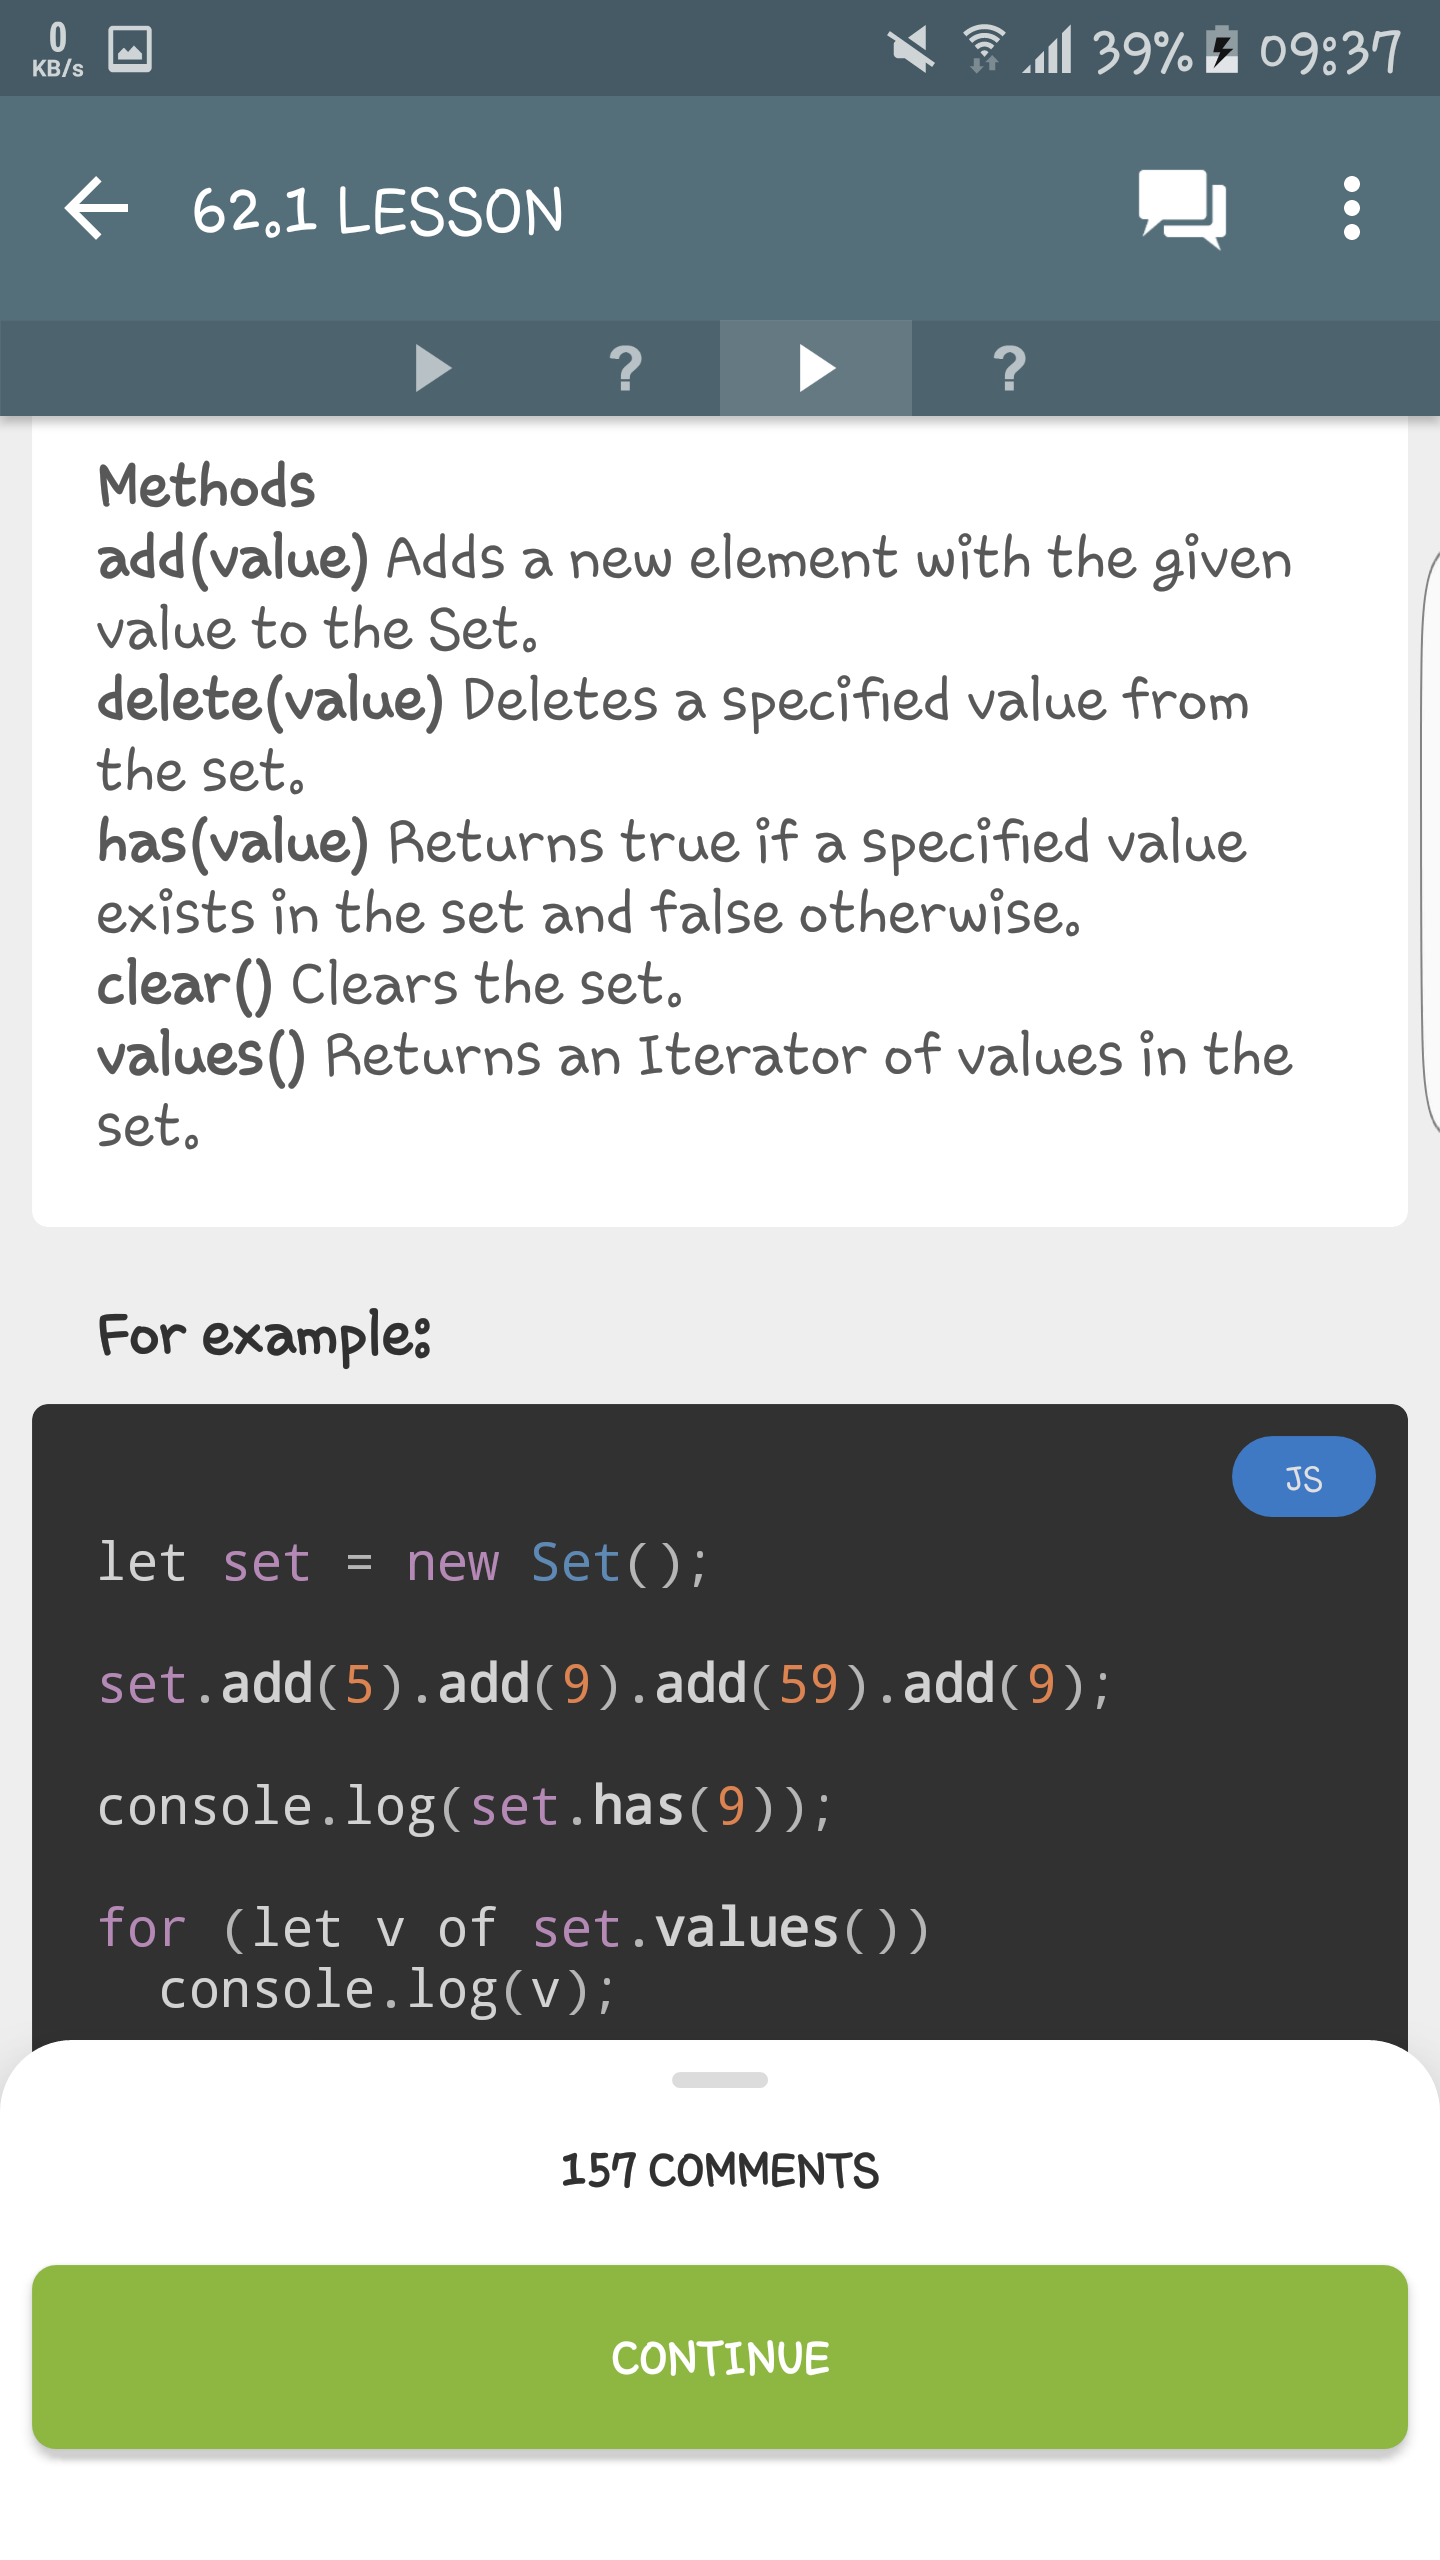 0
KB/s
39% 09:37
62.1 LESSON
?
?
Methods
add(value) Adds a new element with the given
value to the Set.
delete(value) Deletes a specified value from
the set.
has(value) Returns true if a specified value
exists in the set and false otherwise.
clear() Clears the set.
values() Returns an Iterator of values in the
set.
For example:
JS
let set = new Set();
set.add(5).add(9).add(59).add(9);
console.log(set.has(9));
for (let v of set.values())
console.log(v);
157 COMMENTS
CONTINUE